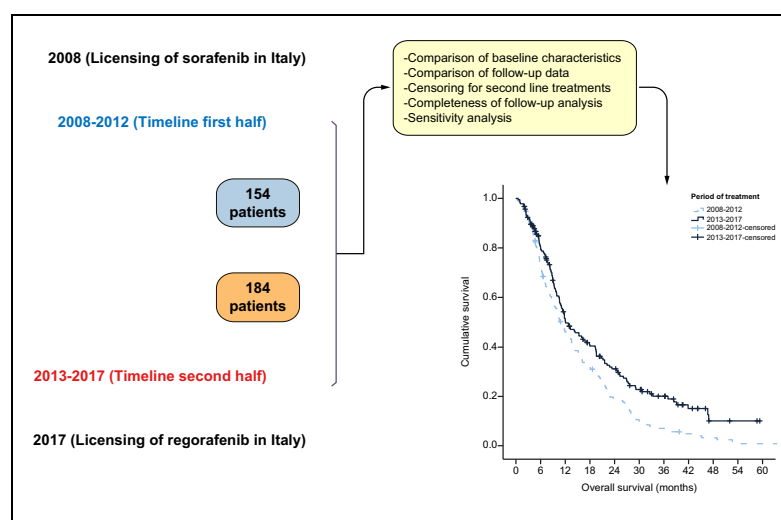 2008 (Licensing of sorafenib in Italy)
2008-2012 (Timeline first half)
154
patients
184
patients
2013-2017 (Timeline second half)
2017 (Licensing of regorafenib in Italy)
-Comparison of baseline characteristics
-Comparison of follow-up data
-Censoring for second line treatments
-Completeness of follow-up analysis
-Sensitivity analysis
Period of treatment
2008-2012
2013-2017
2008-2012-censored
2013-2017-censored
Cumulative survival
1.0
0.8
0.6
0.4
0.2
0.0
0 6 12 18 24 30 36 42 48 54 60
Overall survival (months)